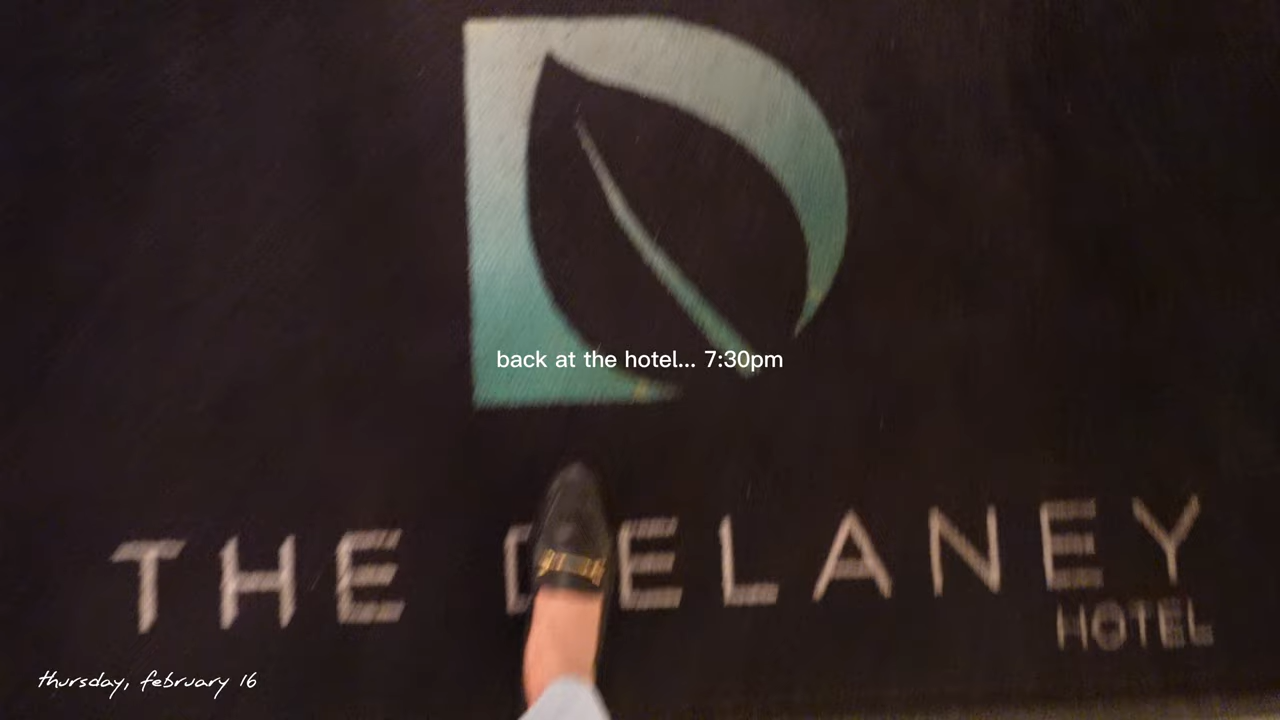 back at the hotel... 7:30pm
THE DELANEY
HOTEL
thursday, february 16